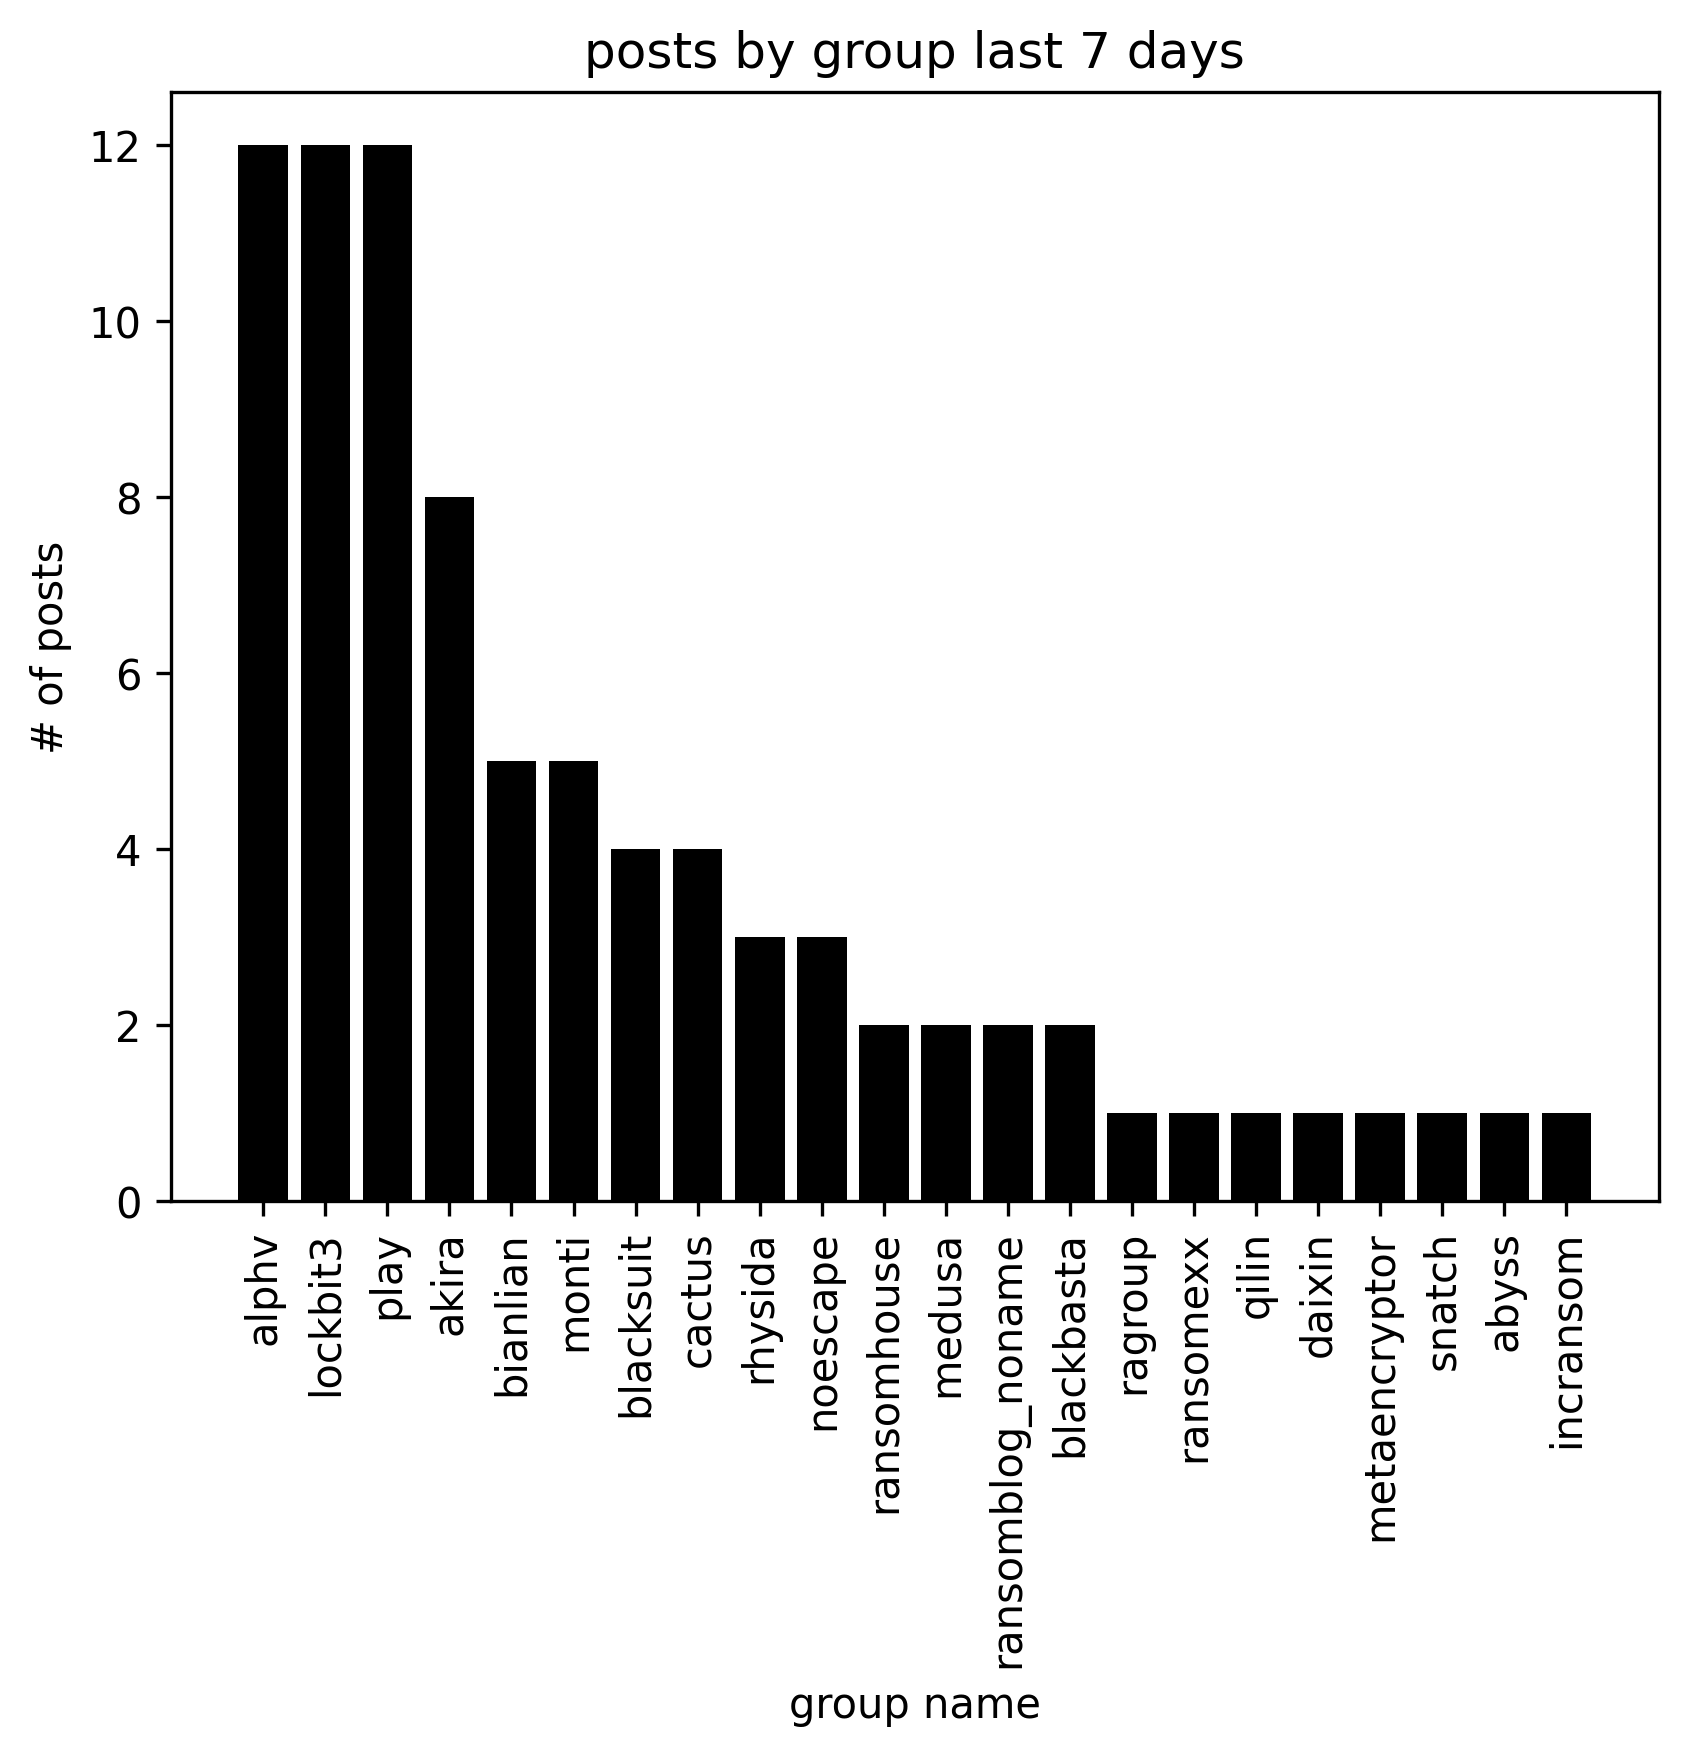 posts by group last 7 days
12
10
8
6
4
2
0
# of posts
alphv
lockbit3
play
akira
bianlian
monti
blacksuit
cactus
rhysida
noescape
ransomhouse
medusa
ransomblog_noname
blackbasta
ragroup
ransomexx
qilin
daixin
metaencryptor
snatch
abyss
incransom
group name